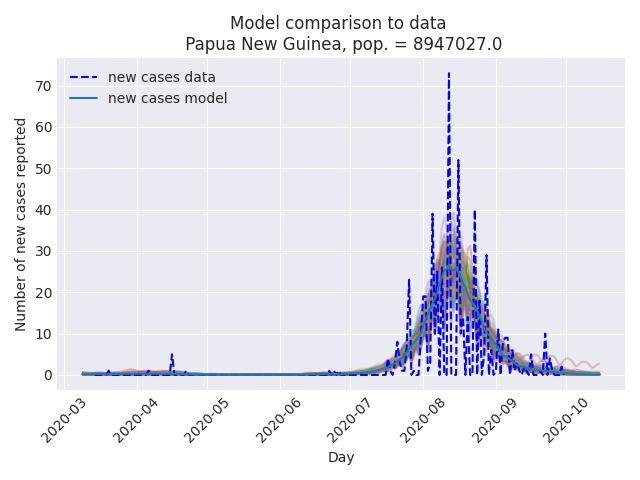 Model comparison to data
Papua New Guinea, pop. = 8947027.0
new cases data
new cases model
Number of new cases reported
70
60
50
40
30
20
10
0
2020-03
2020-04
2020-05
2020-06
2020-07
2020-08
2020-09
2020-10
Day